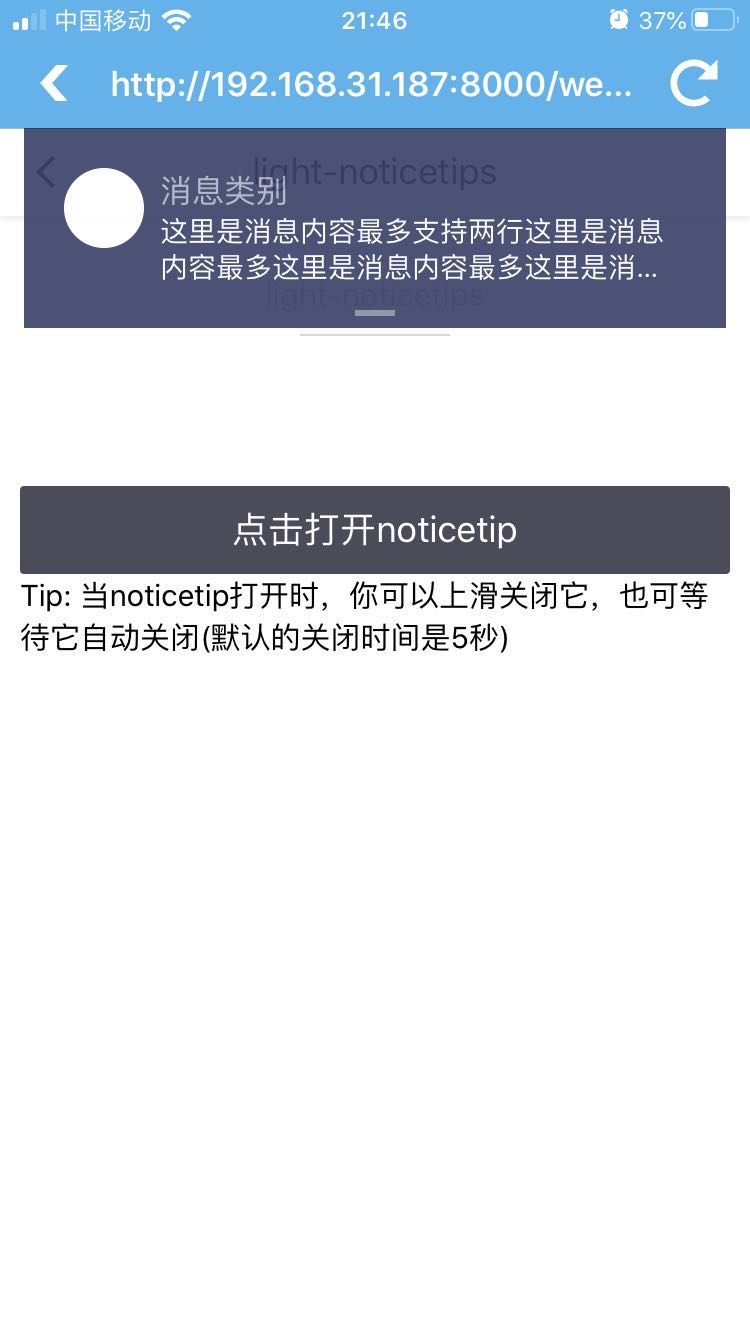 中国移动 21:46 37%
http://192.168.31.187:8000/we...
light-noticetips
消息类别
这里是消息内容最多支持两行这里是消息
内容最多这里是消息内容最多这里是消...
light-noticetips
点击打开noticetip
Tip: 当noticetip打开时，你可以上滑关闭它，也可等
待它自动关闭(默认的关闭时间是5秒)